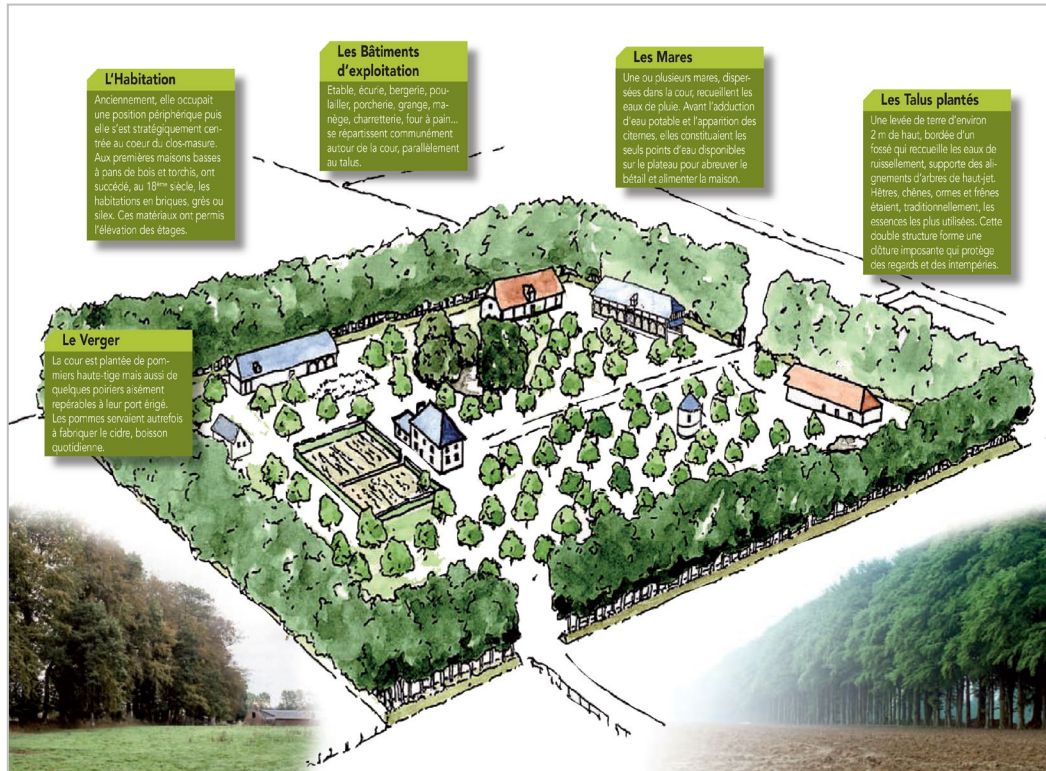 L'Habitation
Anciennement, elle occupait
une position périphérique puis
elle s'est stratégiquement cen-
trée au coeur du clos-masure.
Aux premières maisons basses
à pans de bois et torchis, ont
succédé, au 18ème siècle, les
habitations en briques, grès ou
silex. Ces matériaux ont permis
l'élévation des étages.
Les Bâtiments
d'exploitation
Etable, écurie, bergerie, pou-
lailler, porcherie, grange, ma-
nège, charretterie, four à pain...
se répartissent communément
autour de la cour, parallèlement
au talus.
Les Mares
Une ou plusieurs mares, disper-
sées dans la cour, recueillent les
eaux de pluie. Avant l'adduction
d'eau potable et l'apparition des
citernes, elles constituaient les
seuls points d'eau disponibles
sur le plateau pour abreuver le
bétail et alimenter la maison.
Les Talus plantés
Une levée de terre d'environ
2 m de haut, bordée d'un
fossé qui reccueille les eaux de
ruissellement, supporte des ali-
gnements d'arbres de haut-jet.
Hêtres, chênes, ormes et frênes
étaient, traditionnellement, les
essences les plus utilisées. Cette
double structure forme une
clôture imposante qui protège
des regards et des intempéries.
Le Verger
La cour est plantée de pom-
miers haute-tige mais aussi de
quelques poiriers aisément
repérables à leur port érigé.
Les pommes servaient autrefois
à fabriquer le cidre, boisson
quotidienne.